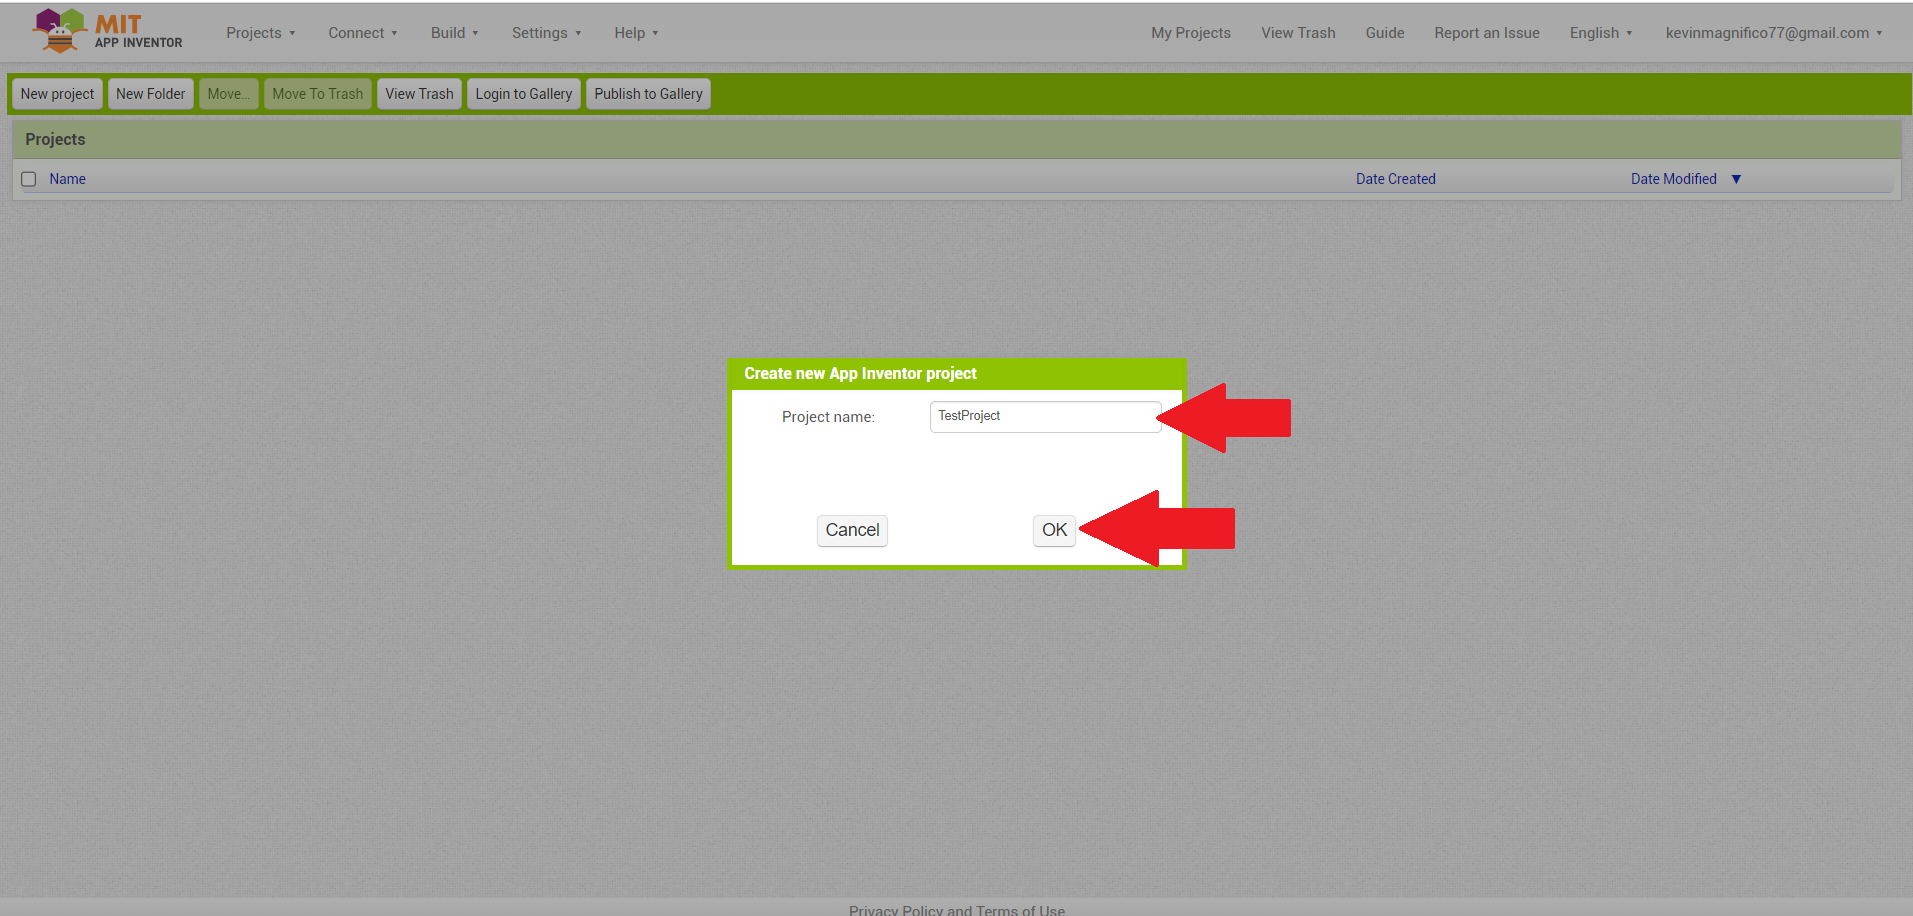 MIT
APP INVENTOR
Projects Connect Build Settings Help My Projects View Trash Guide Report an Issue English kevinmagnifico77@gmail.com
New project New Folder Move... Move To Trash View Trash Login to Gallery Publish to Gallery
Projects
Name Date Created Date Modified
Create new App Inventor project
Project name: TestProject
Cancel OK
Privacy Policy and Terms of Use